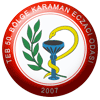 TEB 50. BÖLGE KARAMAN ECZACI ODASI
2007